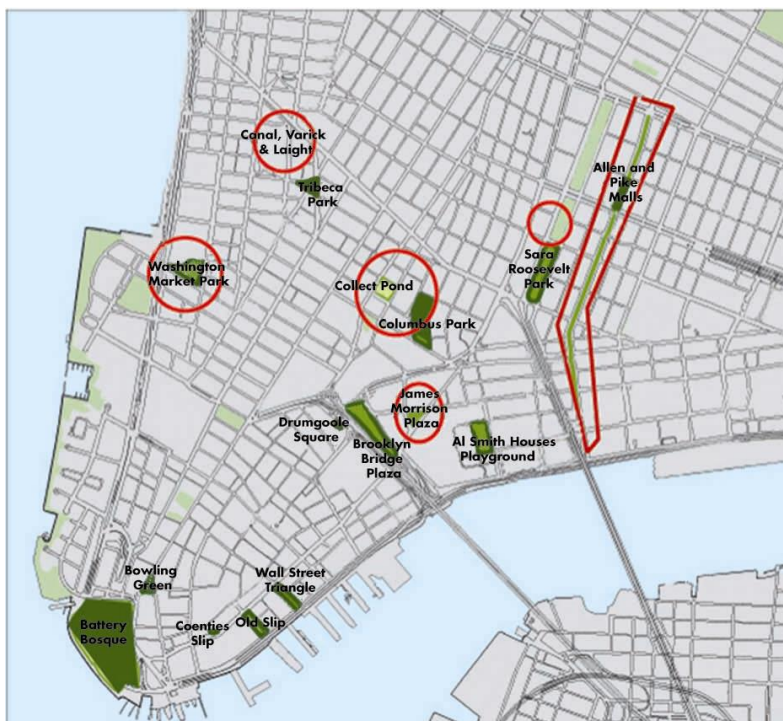 Canal, Varick
& Laight
Tribeca
Park
Allen and
Pike
Malls
Washington
Market Park
Collect Pond
Sara
Roosevelt
Park
Columbus Park
James
Morrison
Plaza
Drumgoole
Square
Brooklyn
Bridge
Plaza
Al Smith Houses
Playground
Bowling
Green
Wall Street
Triangle
Battery
Bosque
Coenties
Slip
Old Slip